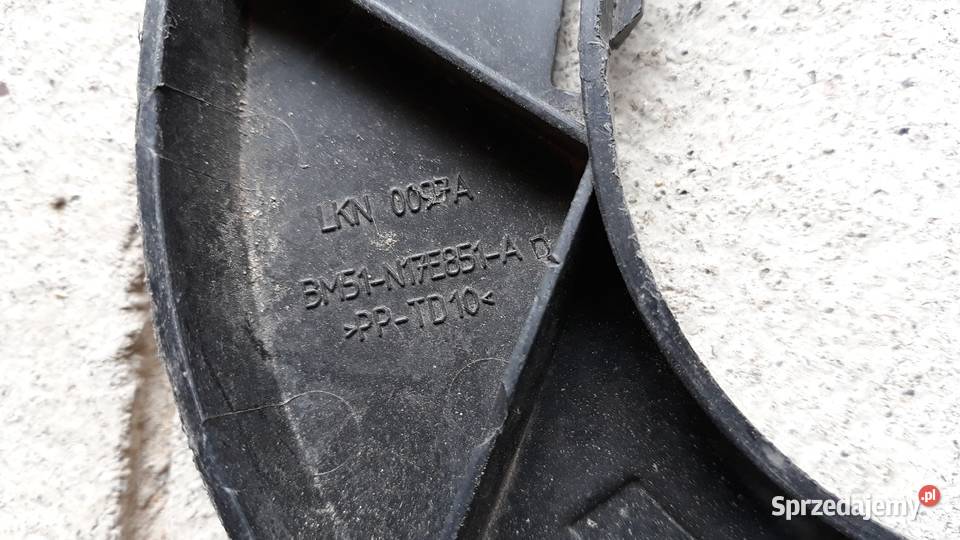 LKN 0097A
BM51-N17E851-A D
>PP-TD10<
Sprzedajemy.pl